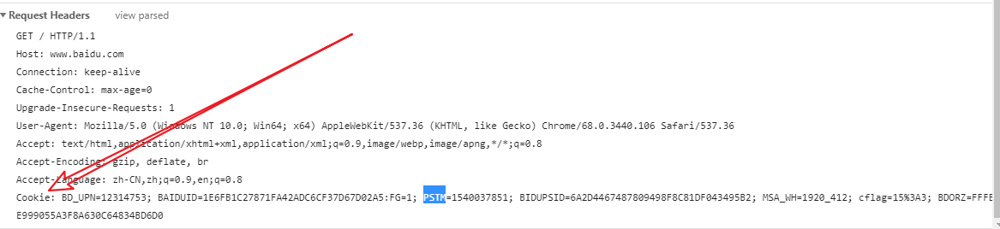 Request Headers view parsed
GET / HTTP/1.1
Host: www.baidu.com
Connection: keep-alive
Cache-Control: max-age=0
Upgrade-Insecure-Requests: 1
User-Agent: Mozilla/5.0 (Windows NT 10.0; Win64; x64) AppleWebKit/537.36 (KHTML, like Gecko) Chrome/68.0.3440.106 Safari/537.36
Accept: text/html,application/xhtml+xml,application/xml;q=0.9,image/webp,image/apng,*/*;q=0.8
Accept-Encoding: gzip, deflate, br
Accept-Language: zh-CN,zh;q=0.9,en;q=0.8
Cookie: BD_UPN=12314753; BAIDUID=1E6FB1C27871FA42ADC6CF37D67D02A5:FG=1; PSTM=1540037851; BIDUPSID=6A2D4467487809498F8C81DF043495B2; MSA_WH=1920_412; cflag=15%3A3; BDORZ=FFFE
E999055A3F8A630C64834BD6D0